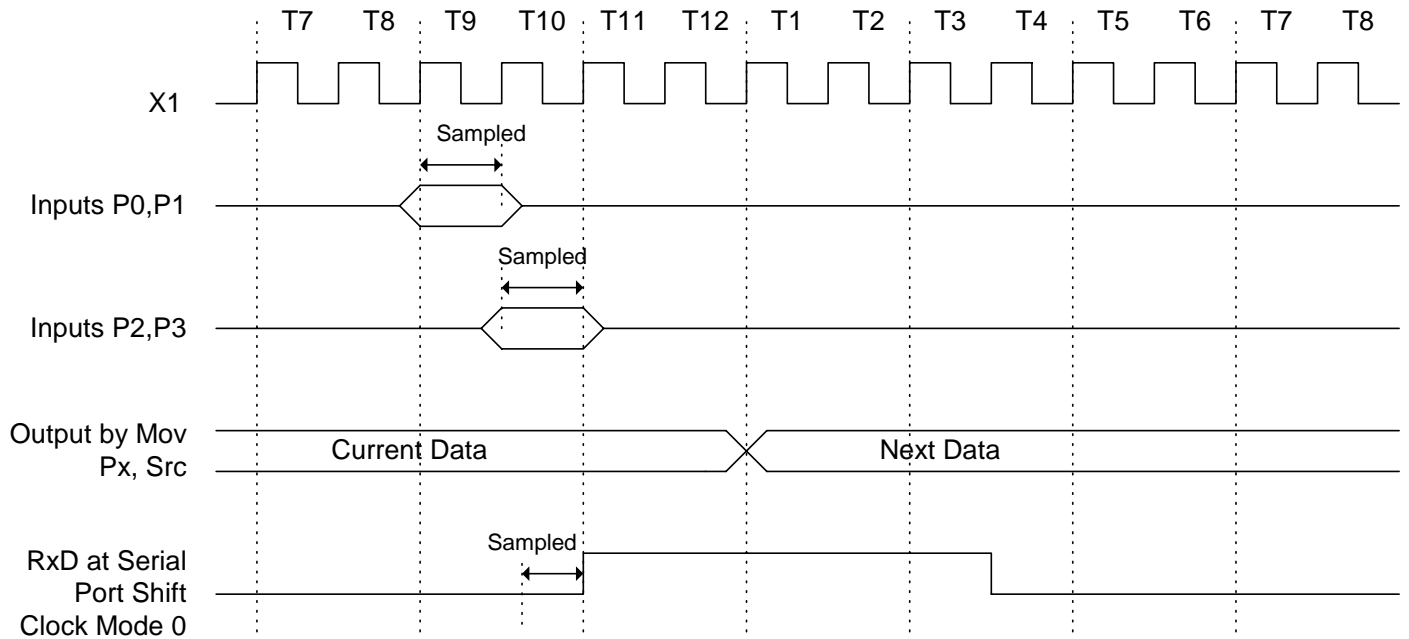 T7 T8 T9 T10 T11 T12 T1 T2 T3 T4 T5 T6 T7 T8
X1
Sampled
Inputs P0,P1
Sampled
Inputs P2,P3
Output by Mov
Px, Src
Current Data
Next Data
Sampled
RxD at Serial
Port Shift
Clock Mode 0